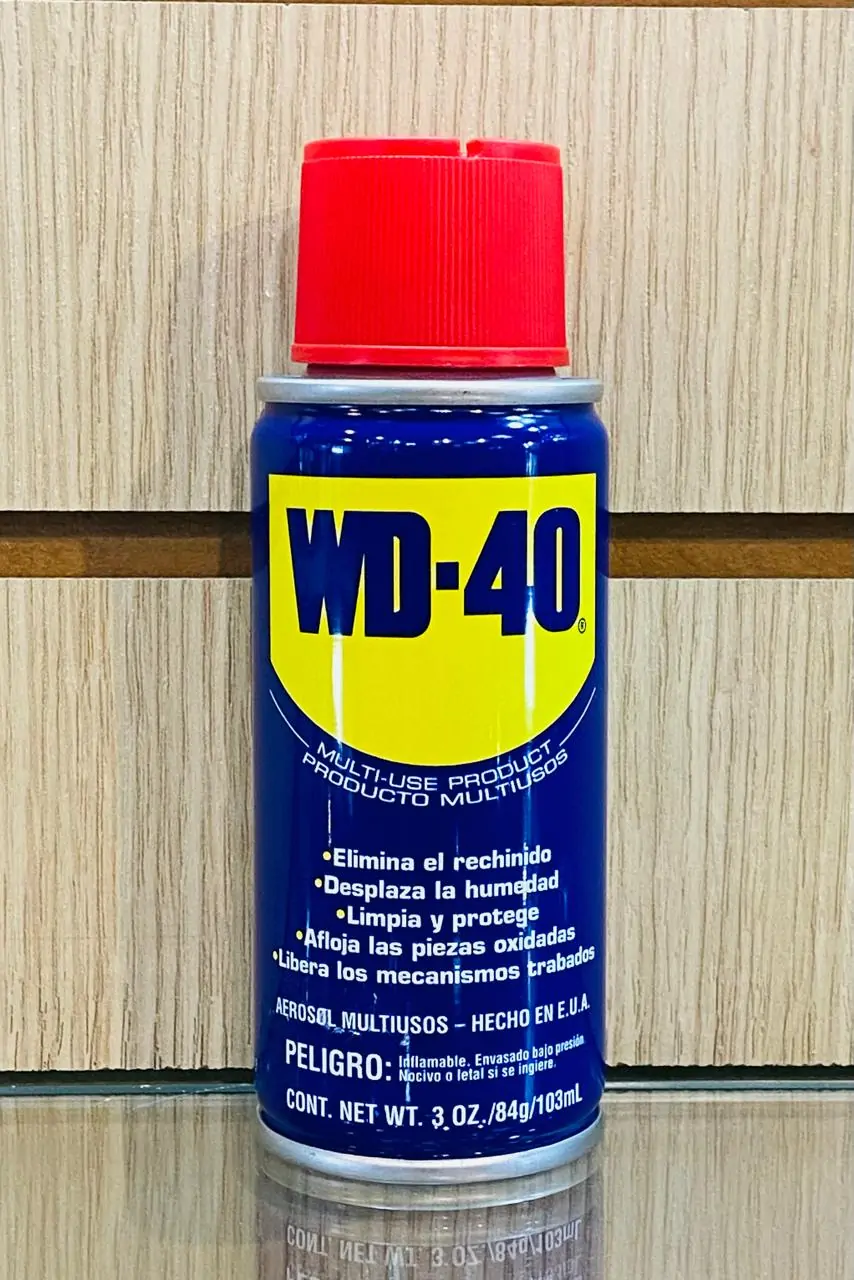 WD-40®
MULTI-USE PRODUCT
PRODUCTO MULTIUSOS
•Elimina el rechinido
•Desplaza la humedad
•Limpia y protege
•Afloja las piezas oxidadas
•Libera los mecanismos trabados
AEROSOL MULTIUSOS – HECHO EN E.U.A.
PELIGRO: Inflamable. Envasado bajo presión.
Nocivo o letal si se ingiere.
CONT. NET WT. 3 OZ./84g/103mL